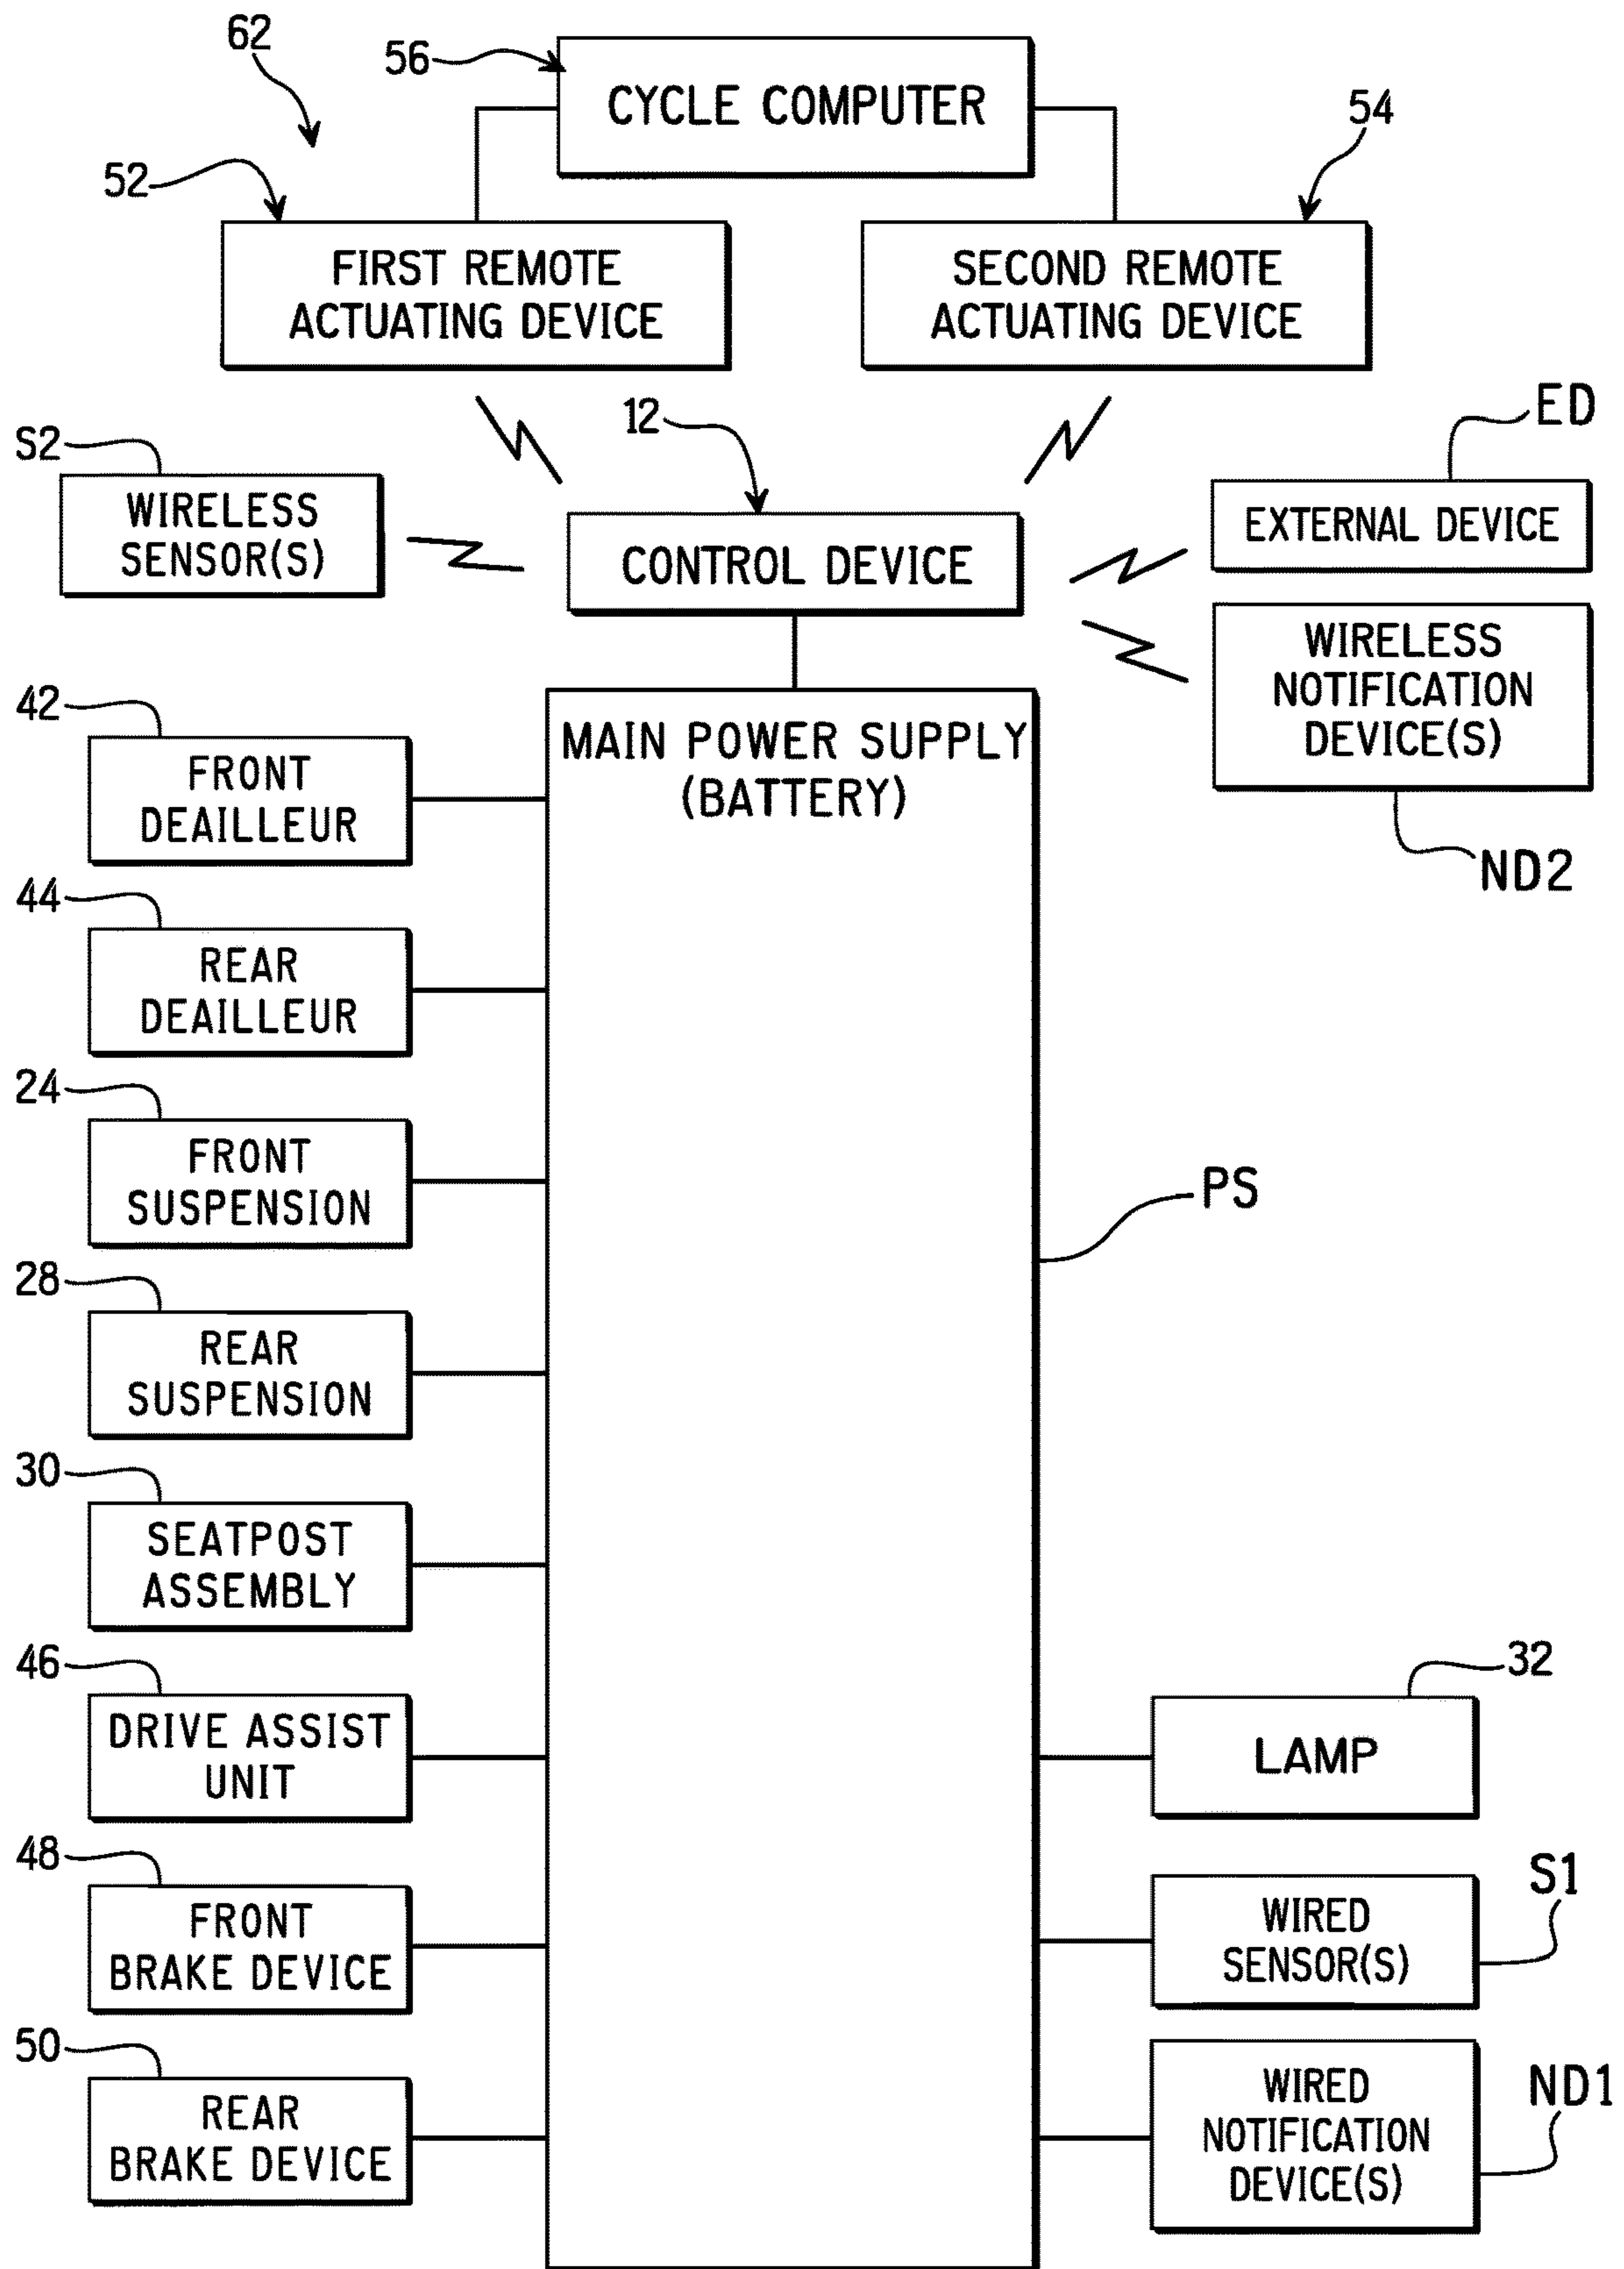 62
56
CYCLE COMPUTER
54
52
FIRST REMOTE
ACTUATING DEVICE
SECOND REMOTE
ACTUATING DEVICE
12
ED
S2
WIRELESS
SENSOR(S)
CONTROL DEVICE
EXTERNAL DEVICE
WIRELESS
NOTIFICATION
DEVICE(S)
ND2
MAIN POWER SUPPLY
(BATTERY)
42
FRONT
DEAILLEUR
44
REAR
DEAILLEUR
24
FRONT
SUSPENSION
PS
28
REAR
SUSPENSION
30
SEATPOST
ASSEMBLY
46
DRIVE ASSIST
UNIT
32
LAMP
48
FRONT
BRAKE DEVICE
S1
WIRED
SENSOR(S)
50
REAR
BRAKE DEVICE
ND1
WIRED
NOTIFICATION
DEVICE(S)